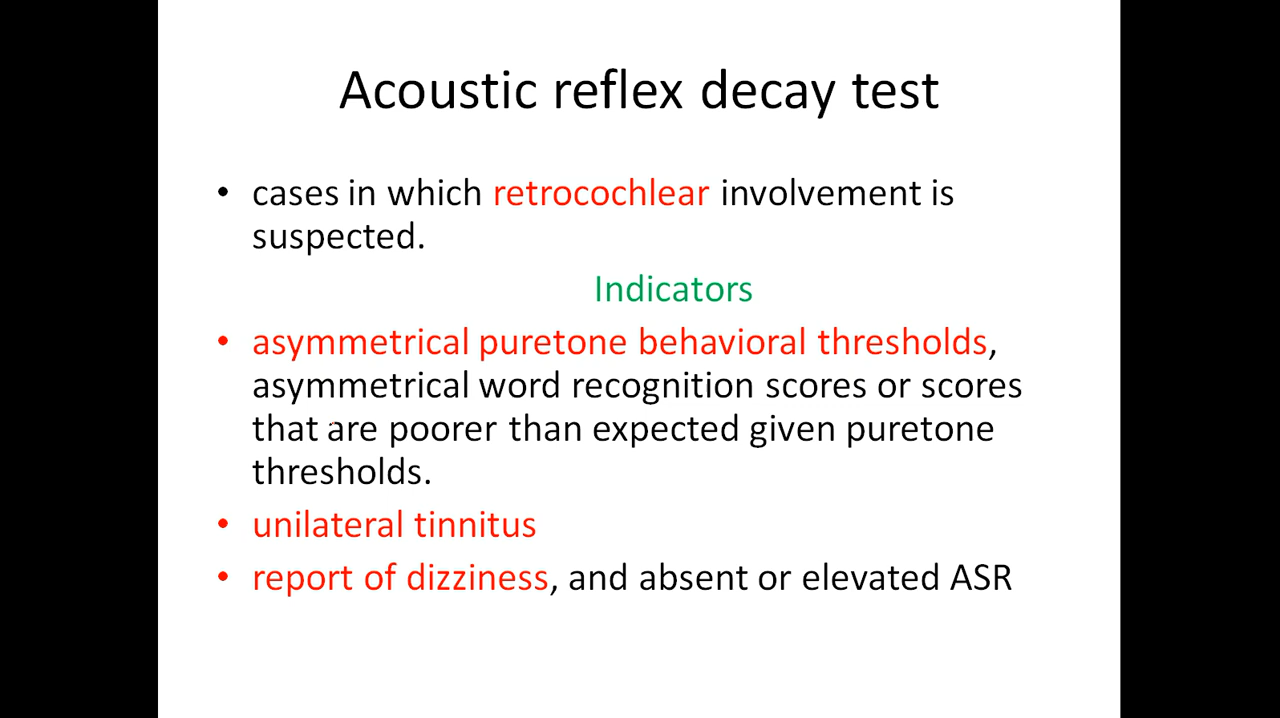 Acoustic reflex decay test
• cases in which retrocochlear involvement is
suspected.
Indicators
• asymmetrical puretone behavioral thresholds,
asymmetrical word recognition scores or scores
that are poorer than expected given puretone
thresholds.
• unilateral tinnitus
• report of dizziness, and absent or elevated ASR